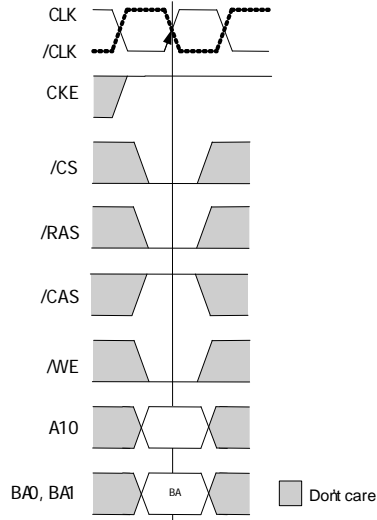 CLK
/CLK
CKE
/CS
/RAS
/CAS
/WE
A10
BA0, BA1
BA
Don't care